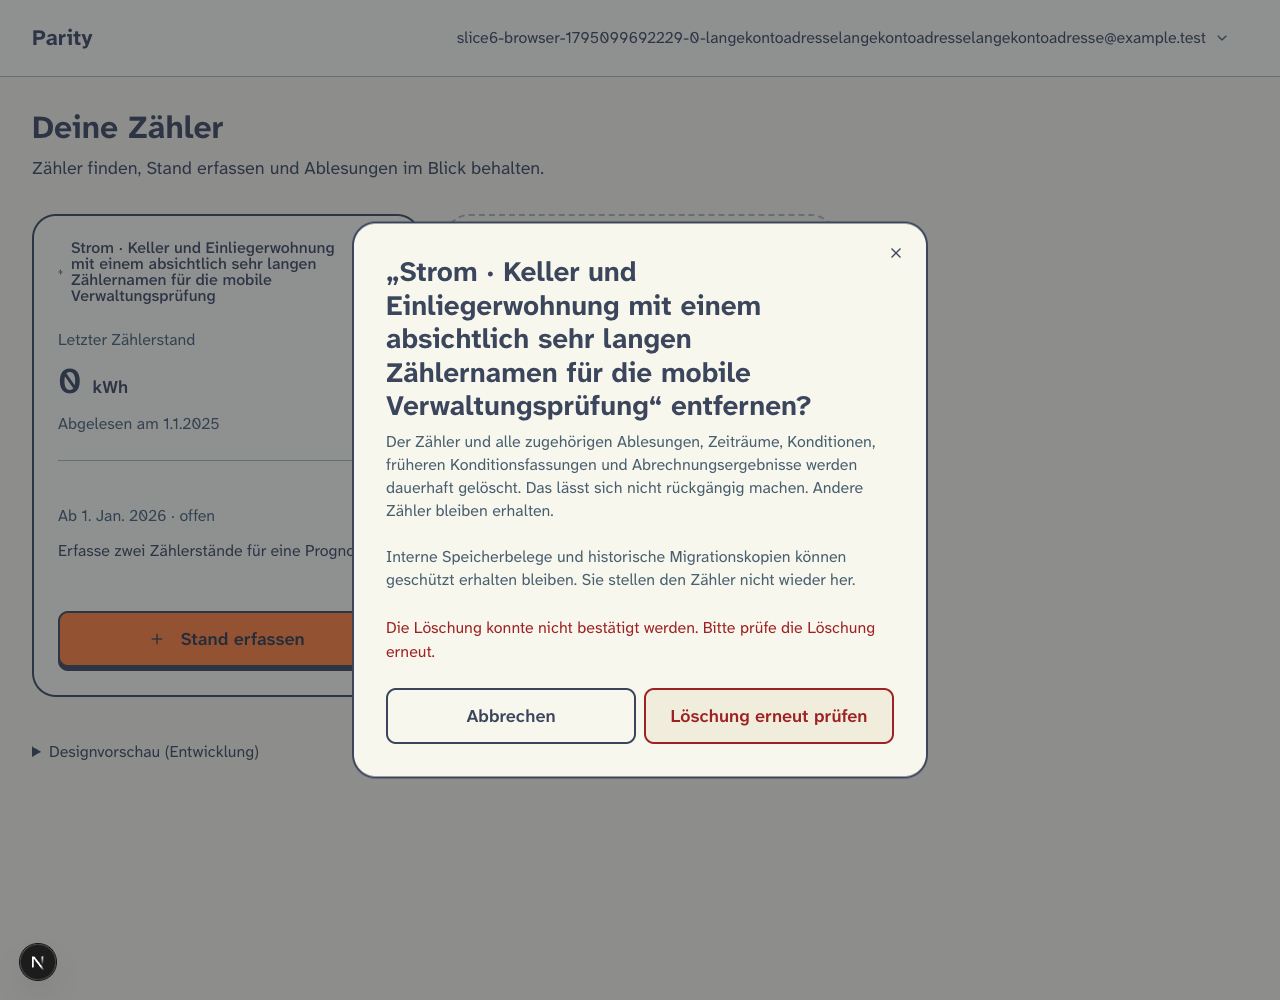 Parity
slice6-browser-1795099692229-0-langekontoadresselangekontoadresselangekontoadresse@example.test
Deine Zähler
Zähler finden, Stand erfassen und Ablesungen im Blick behalten.
Strom · Keller und Einliegerwohnung
mit einem absichtlich sehr langen
Zählernamen für die mobile
Verwaltungsprüfung
Letzter Zählerstand
0 kWh
Abgelesen am 1.1.2025
Ab 1. Jan. 2026 · offen
Erfasse zwei Zählerstände für eine
+ Stand erfassen
Designvorschau (Entwicklung)
„Strom · Keller und
Einliegerwohnung mit einem
absichtlich sehr langen
Zählernamen für die mobile
Verwaltungsprüfung“ entfernen?
Der Zähler und alle zugehörigen Ablesungen, Zeiträume, Konditionen,
früheren Konditionsfassungen und Abrechnungsergebnisse werden
dauerhaft gelöscht. Das lässt sich nicht rückgängig machen. Andere
Zähler bleiben erhalten.
Interne Speicherbelege und historische Migrationskopien können
geschützt erhalten bleiben. Sie stellen den Zähler nicht wieder her.
Die Löschung konnte nicht bestätigt werden. Bitte prüfe die Löschung
erneut.
Abbrechen
Löschung erneut prüfen
N